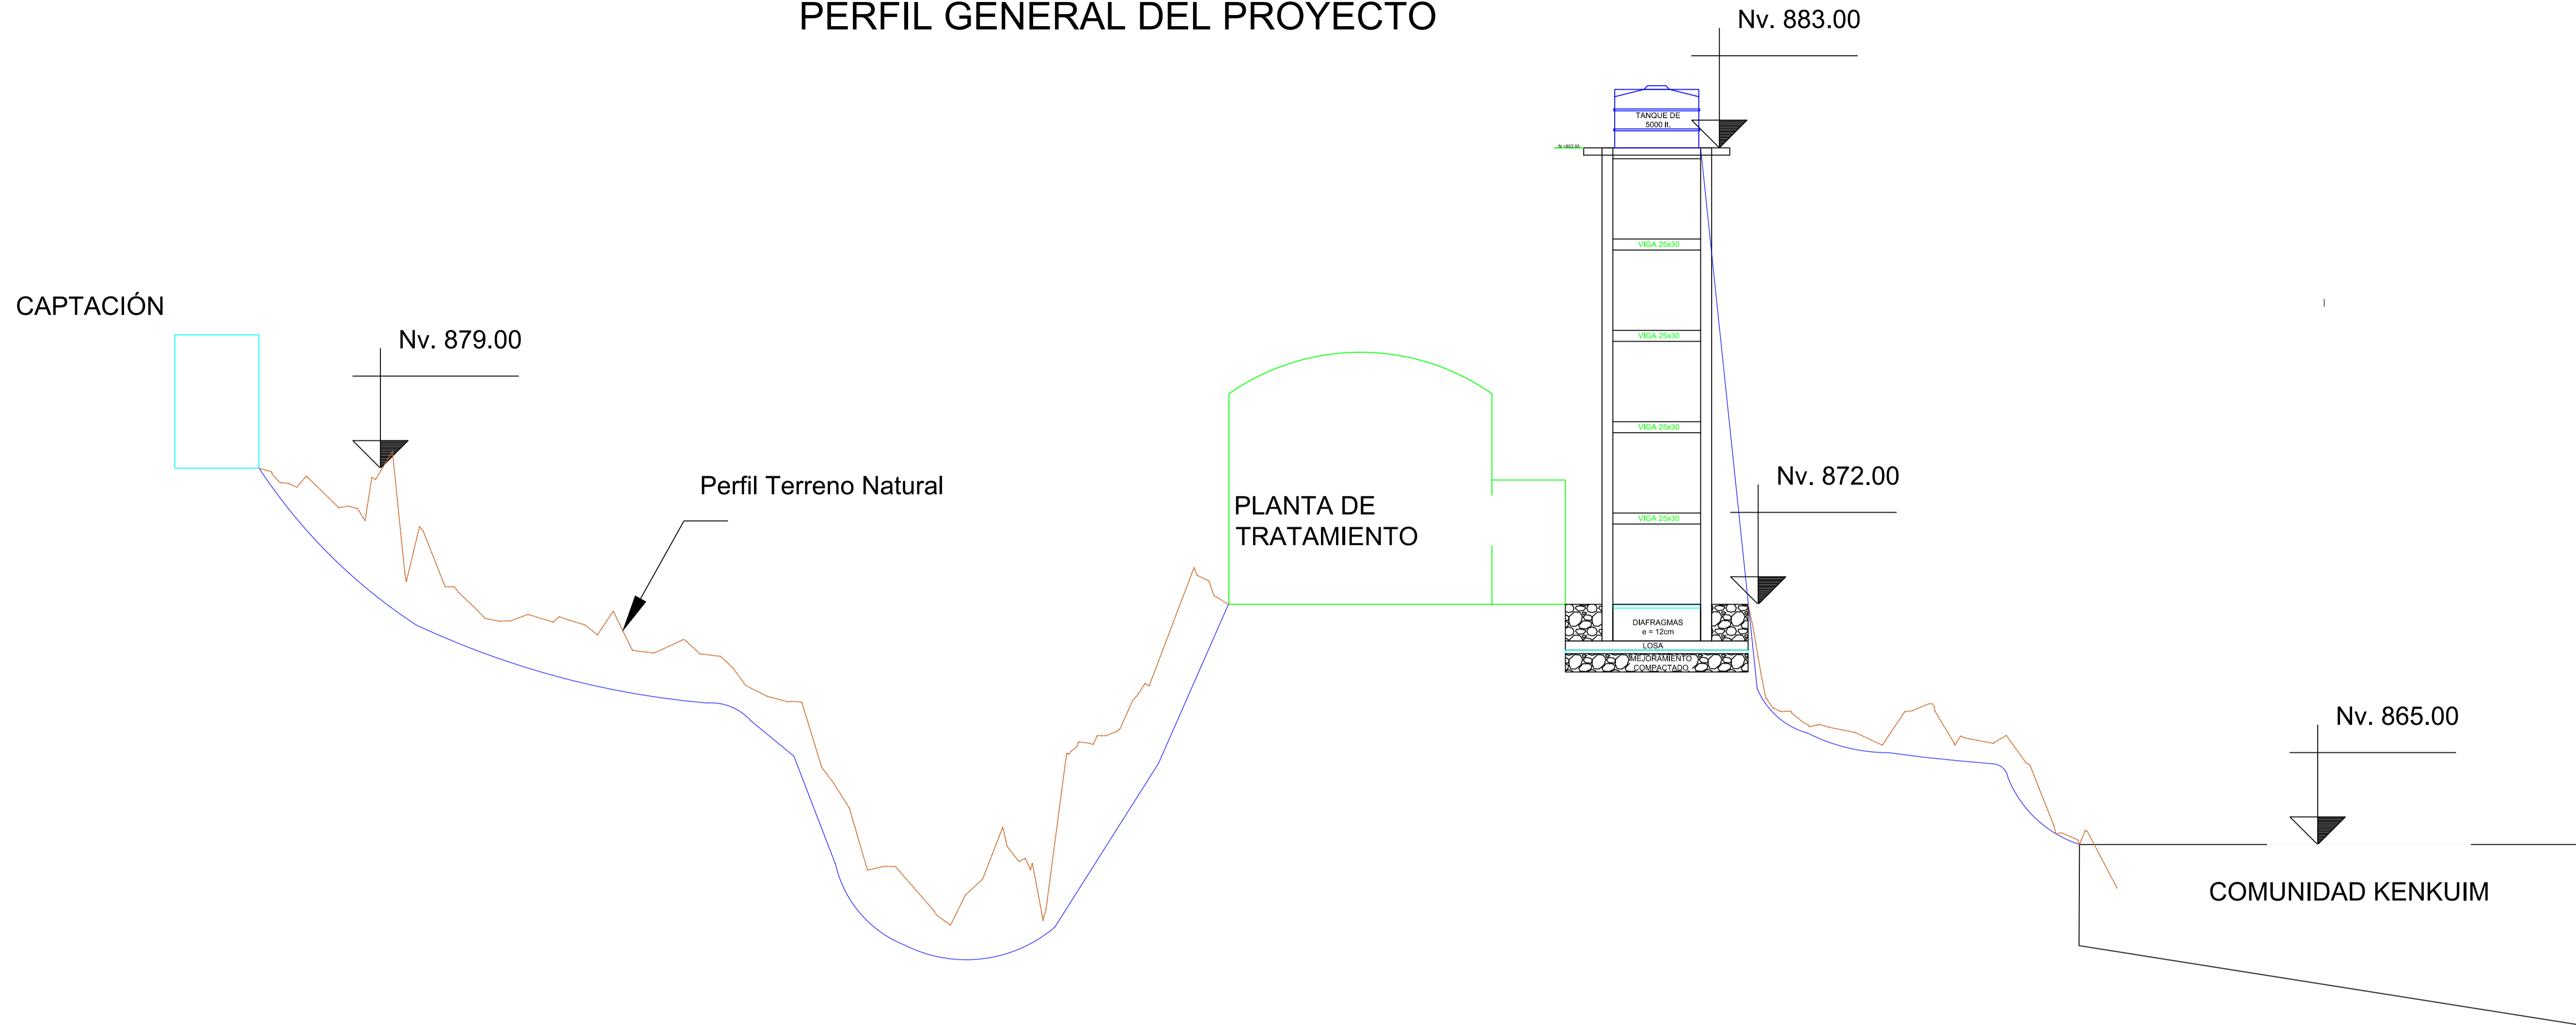 PERFIL GENERAL DEL PROYECTO
Nv. 883.00
TANQUE DE
5000 lt.
VIGA 25x30
CAPTACIÓN
Nv. 879.00
VIGA 25x30
VIGA 25x30
Perfil Terreno Natural
Nv. 872.00
PLANTA DE
TRATAMIENTO
VIGA 25x30
DIAFRAGMAS
e = 12cm
LOSA
MEJORAMIENTO
COMPACTADO
Nv. 865.00
COMUNIDAD KENKUIM